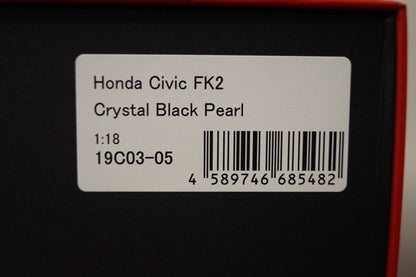 Honda Civic FK2
Crystal Black Pearl
1:18
19C03-05
4 589746 685482